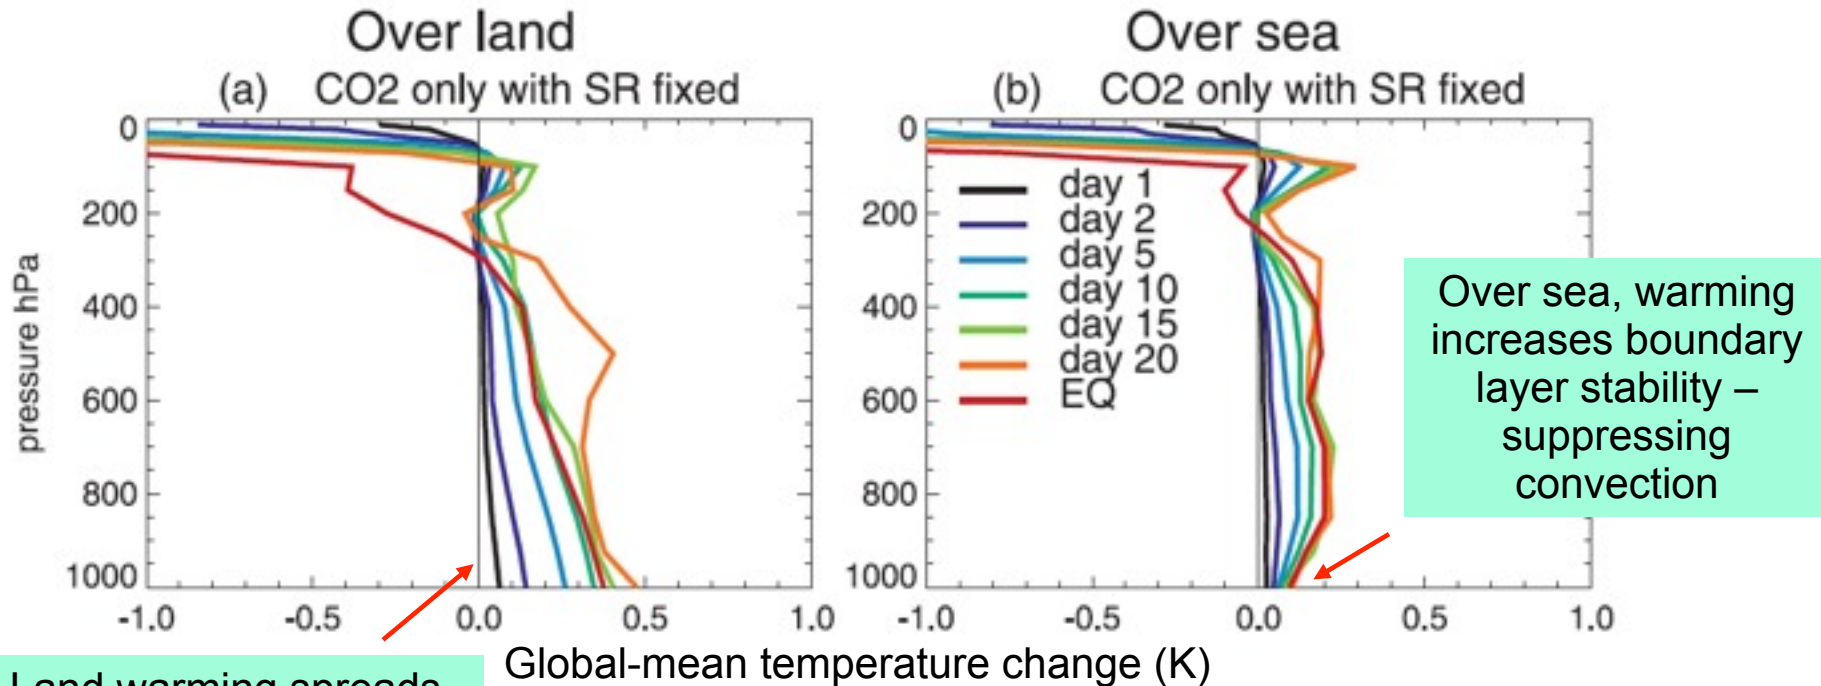 Over land
(a) CO2 only with SR fixed
0
200
400
600
800
1000
pressure hPa
-1.0 -0.5 0.0 0.5 1.0
Over sea
(b) CO2 only with SR fixed
0
200
400
600
800
1000
day 1
day 2
day 5
day 10
day 15
day 20
EQ
-1.0 -0.5 0.0 0.5 1.0
Over sea, warming
increases boundary
layer stability –
suppressing
convection
Global-mean temperature change (K)
Land warming spreads